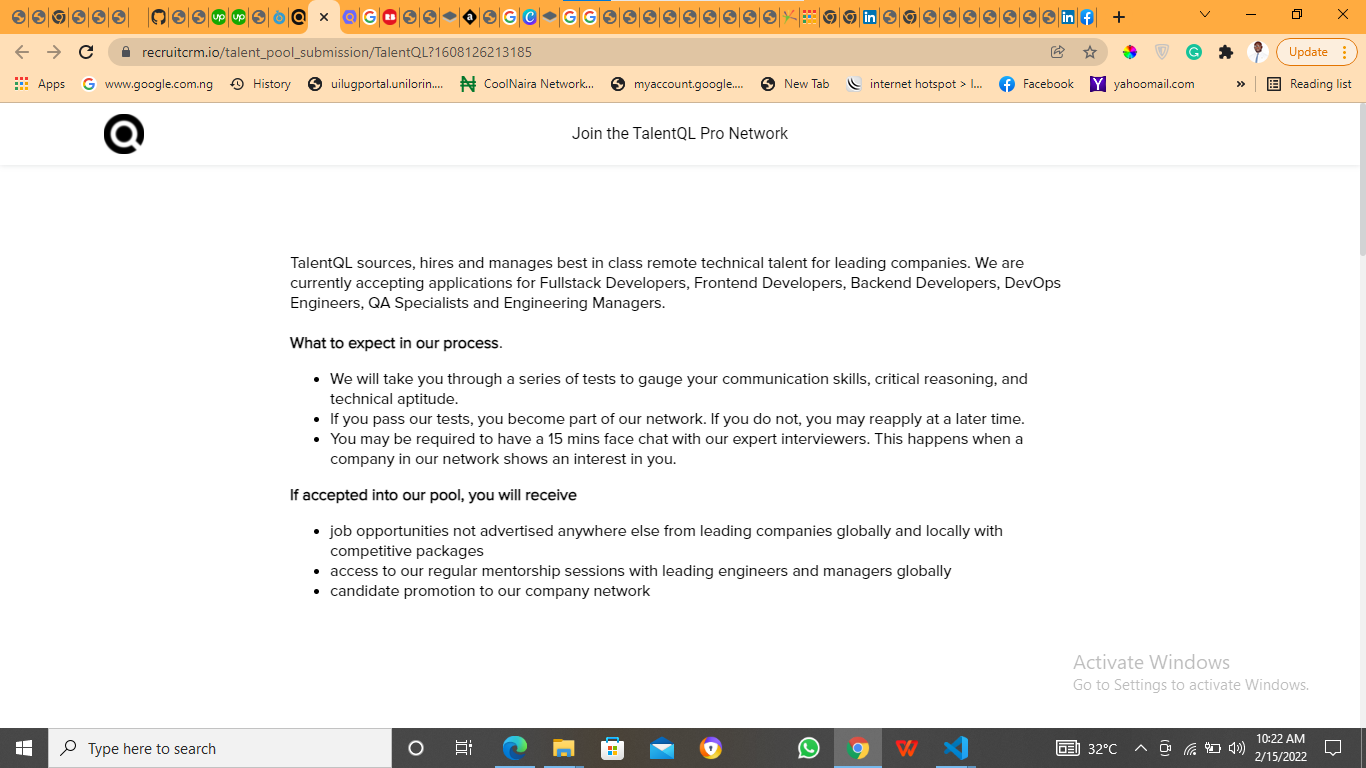 recruitcrm.io/talent_pool_submission/TalentQL?1608126213185
Update
Apps
www.google.com.ng
History
uilugportal.unilorin....
CoolNaira Network...
myaccount.google....
New Tab
internet hotspot > I...
Facebook
yahoomail.com
»
Reading list
Join the TalentQL Pro Network
TalentQL sources, hires and manages best in class remote technical talent for leading companies. We are
currently accepting applications for Fullstack Developers, Frontend Developers, Backend Developers, DevOps
Engineers, QA Specialists and Engineering Managers.
What to expect in our process.
• We will take you through a series of tests to gauge your communication skills, critical reasoning, and
technical aptitude.
• If you pass our tests, you become part of our network. If you do not, you may reapply at a later time.
• You may be required to have a 15 mins face chat with our expert interviewers. This happens when a
company in our network shows an interest in you.
If accepted into our pool, you will receive
• job opportunities not advertised anywhere else from leading companies globally and locally with
competitive packages
• access to our regular mentorship sessions with leading engineers and managers globally
• candidate promotion to our company network
Activate Windows
Go to Settings to activate Windows.
Type here to search
32°C
10:22 AM
2/15/2022